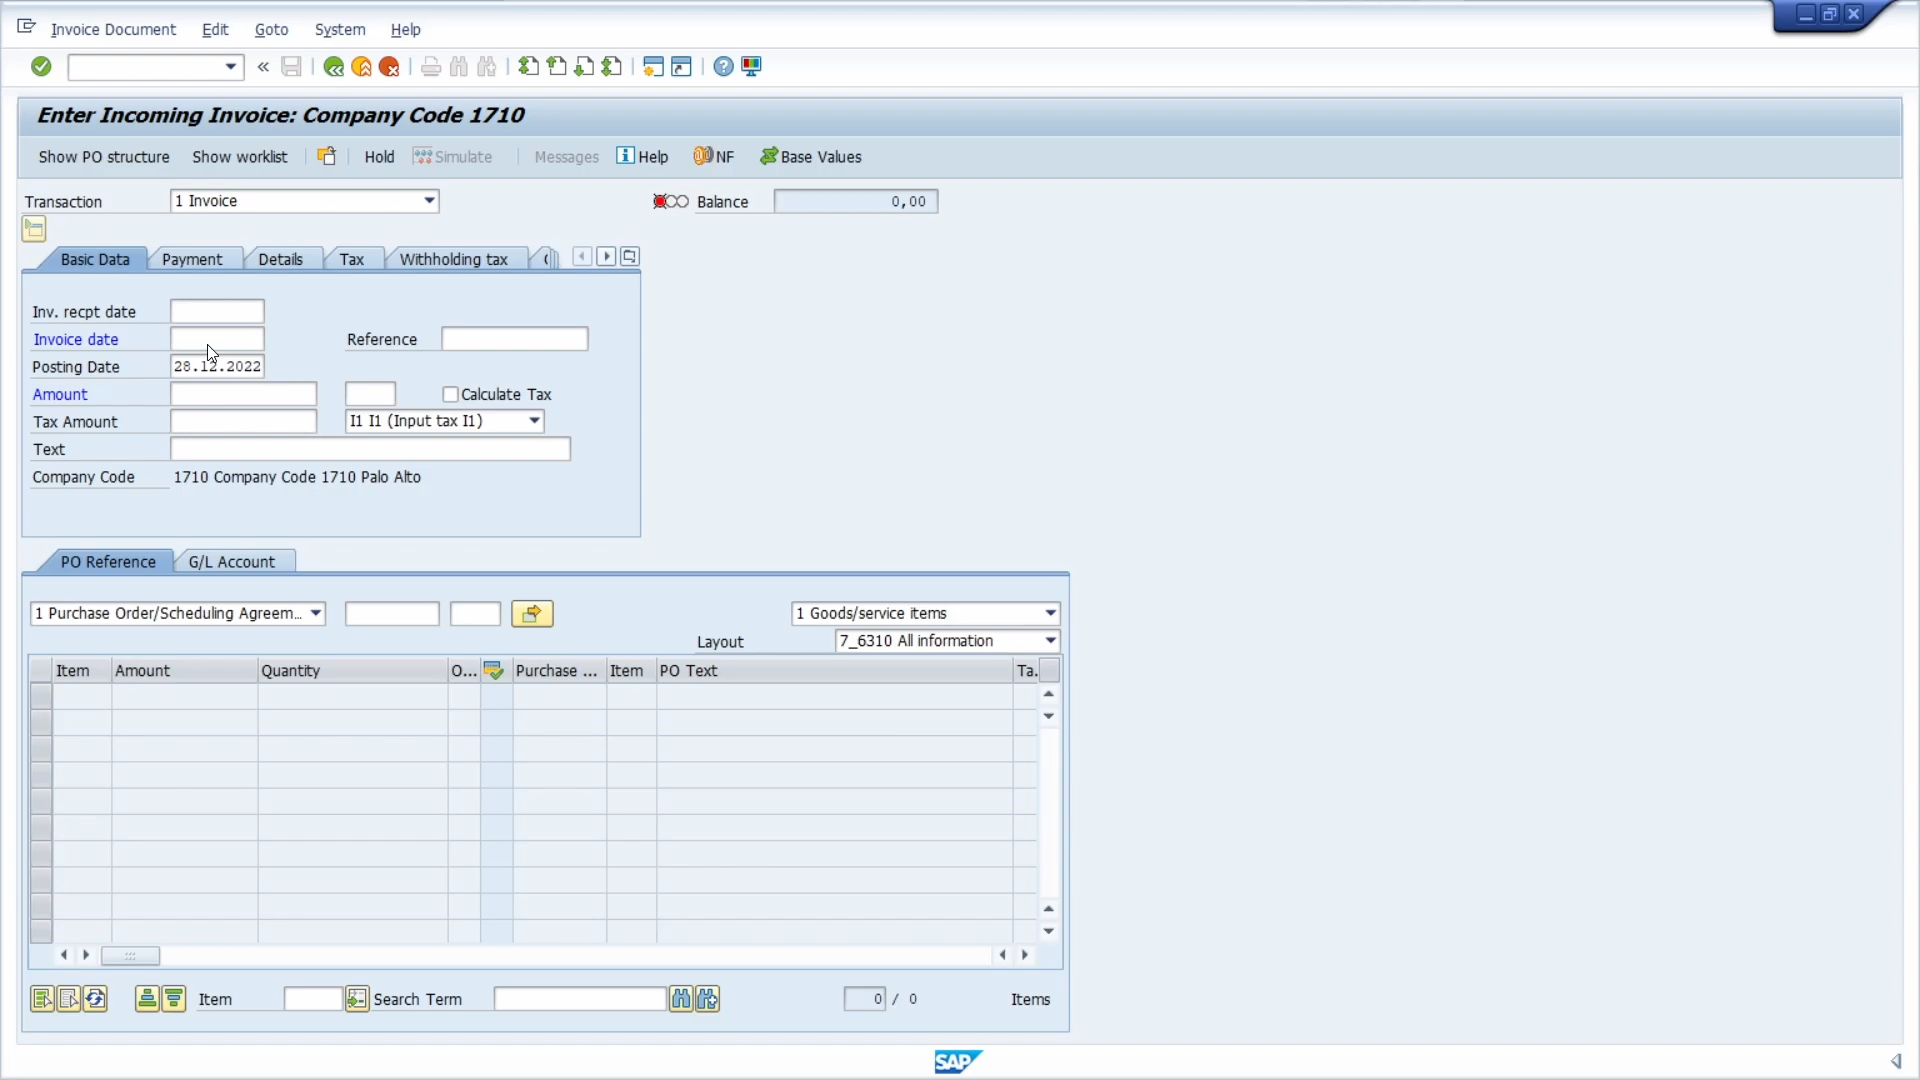 Invoice Document Edit Goto System Help
Enter Incoming Invoice: Company Code 1710
Show PO structure Show worklist Hold Simulate Messages Help NF Base Values
Transaction 1 Invoice Balance 0,00
Basic Data Payment Details Tax Withholding tax
Inv. recpt date
Invoice date Reference
Posting Date 28.12.2022
Amount Calculate Tax
Tax Amount I1 I1 (Input tax I1)
Text
Company Code 1710 Company Code 1710 Palo Alto
PO Reference G/L Account
1 Purchase Order/Scheduling Agreem... 1 Goods/service items
Layout 7_6310 All information
Item Amount Quantity O... Purchase ... Item PO Text Ta.
Item Search Term 0 / 0 Items
SAP